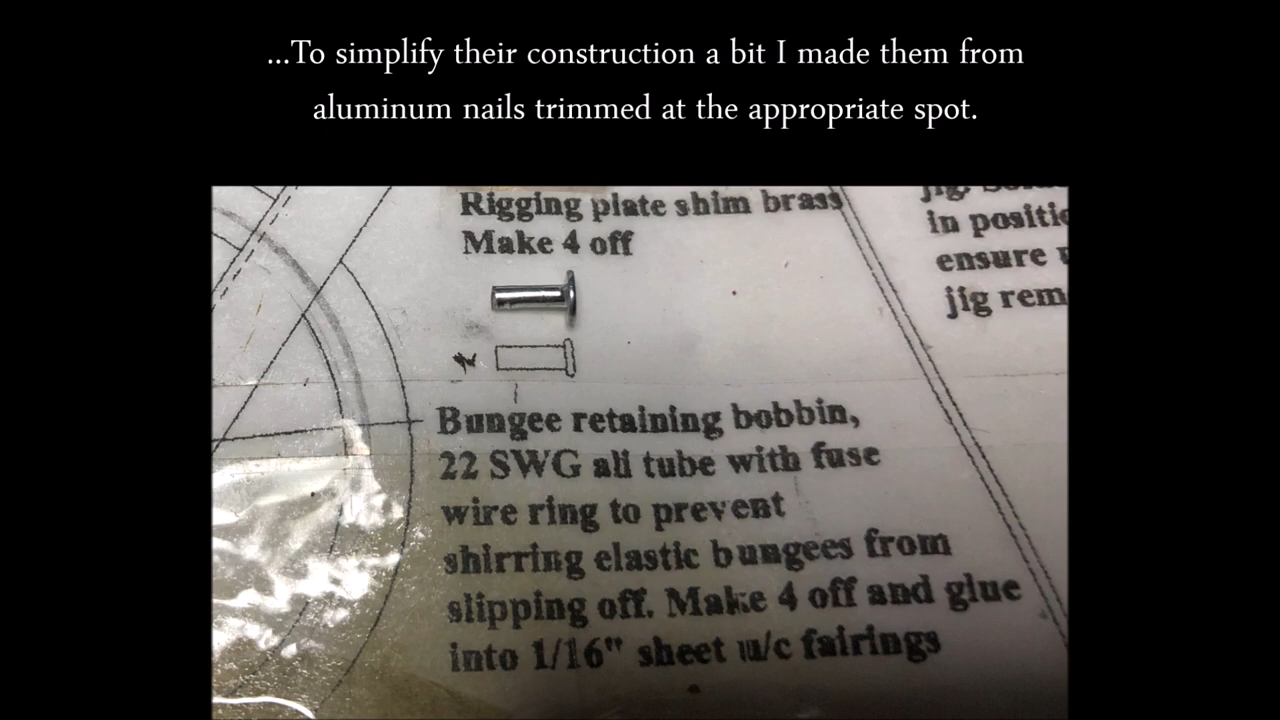 ...To simplify their construction a bit I made them from
aluminum nails trimmed at the appropriate spot.
Rigging plate shim brass
Make 4 off
in
ensure
jig rem
Bungee retaining bobbin,
22 SWG ali tube with fuse
wire ring to prevent
shirring elastic bungees from
slipping off. Make 4 off and glue
into 1/16" sheet u/c fairings